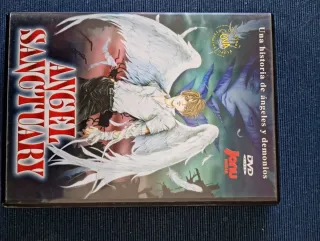 Una historia de ángeles y demonios
ANGEL
SANCTUARY
DVD